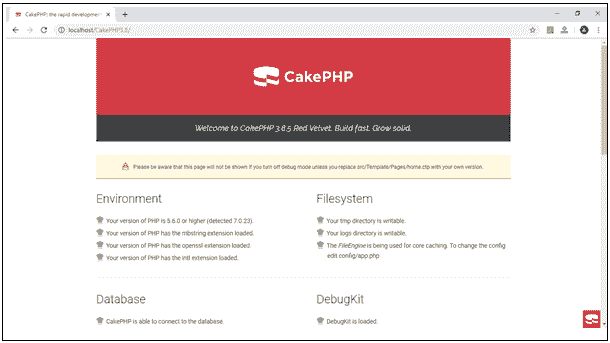 CakePHP: the rapid developmen
localhost/CakePHP3.8/
CakePHP
Welcome to CakePHP 3.8.5 Red Velvet. Build fast. Grow solid.
Please be aware that this page will not be shown if you turn off debug mode unless you replace src/Template/Pages/home.ctp with your own version.
Environment
Your version of PHP is 5.6.0 or higher (detected 7.0.23).
Your version of PHP has the mbstring extension loaded.
Your version of PHP has the openssl extension loaded.
Your version of PHP has the intl extension loaded.
Filesystem
Your tmp directory is writable.
Your logs directory is writable.
The FileEngine is being used for core caching. To change the config
edit config/app.php
Database
CakePHP is able to connect to the database.
DebugKit
DebugKit is loaded.